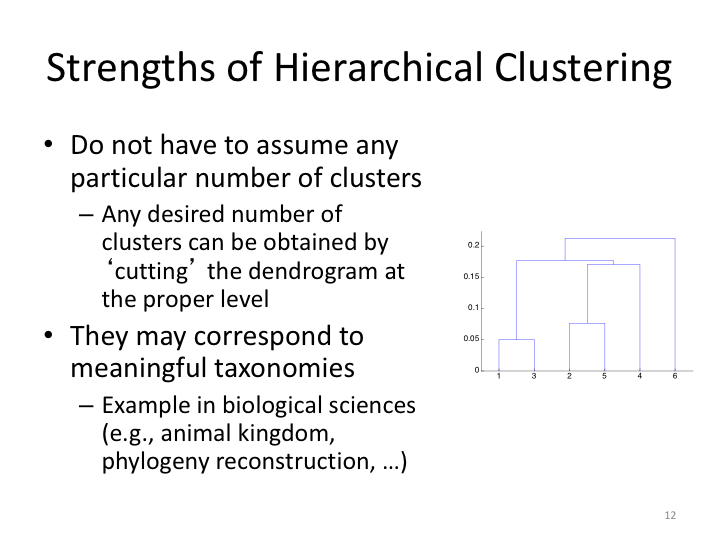 Strengths of Hierarchical Clustering
• Do not have to assume any
particular number of clusters
– Any desired number of
clusters can be obtained by
‘cutting’ the dendrogram at
the proper level
• They may correspond to
meaningful taxonomies
– Example in biological sciences
(e.g., animal kingdom,
phylogeny reconstruction, …)
0.2
0.15
0.1
0.05
0
1 3 2 5 4 6
12